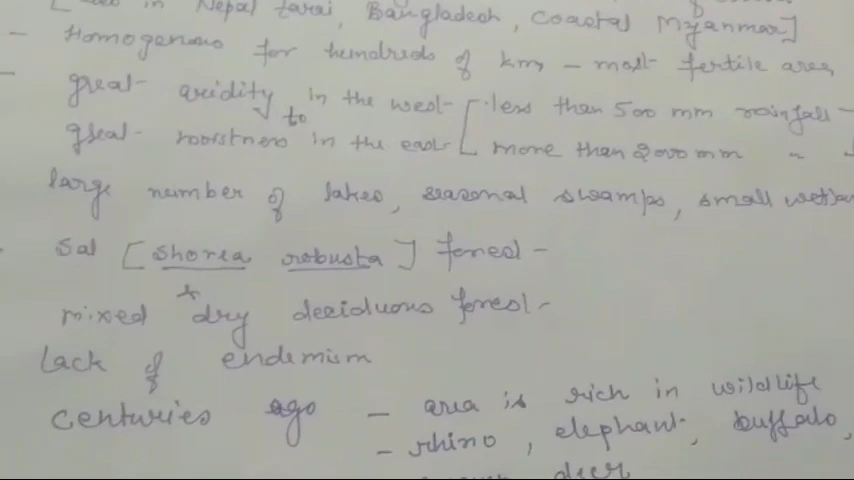 in Nepal tarai, Bangladesh, coastal Myanmar]
- Homogenous for hundreds of km, - most fertile area
- great aridity in the west [. less than 500 mm rainfall -
to
great moistness in the east [ more than 2000 mm "
large number of lakes, seasonal swamps, small
Sal [shorea robusta] forest -
mixed * dry deciduous forest -
lack of endemism
centuries ago - area is rich in wildlife
- rhino, elephant, buffalo,
deer